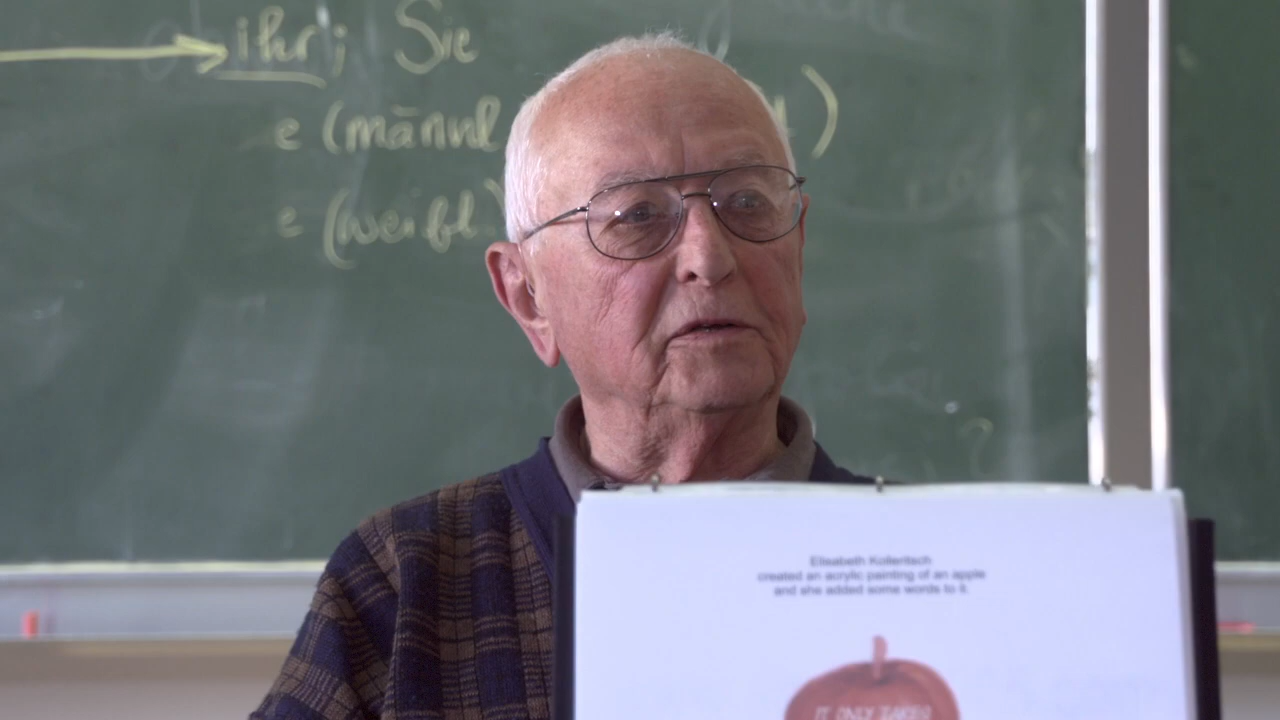 ihr; Sie
e (männl )
e (weibl.)
Elisabeth Kolleritsch
created an acrylic painting of an apple
and she added some words to it.
IT ONLY TAKES